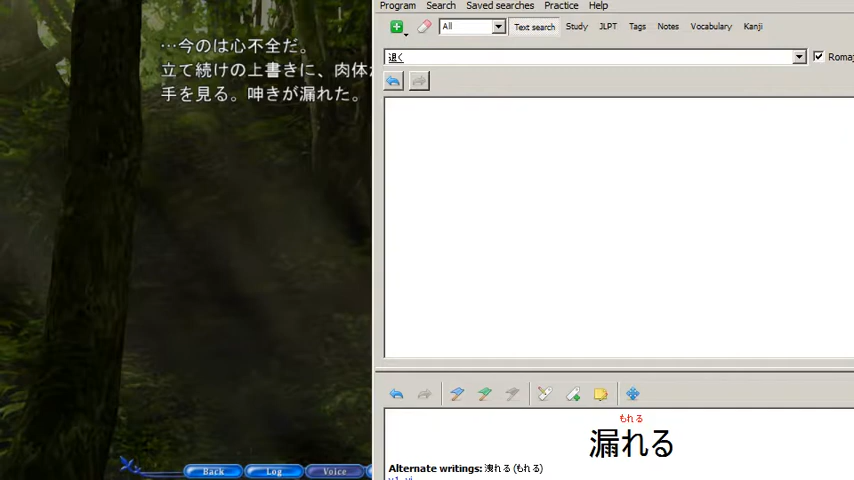 …今のは心不全だ。
立て続けの上書きに、肉体
手を見る。呻きが漏れた。
Back
Log
Voice
Program Search Saved searches Practice Help
All Text search Study JLPT Tags Notes Vocabulary Kanji
退く
もれる
漏れる
Alternate writings: 洩れる (もれる)